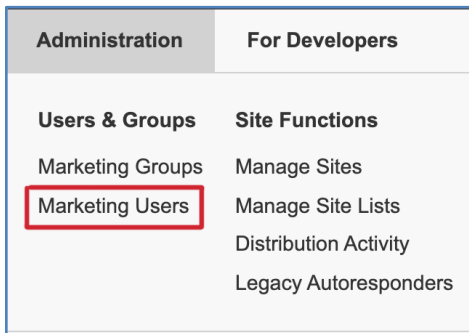 Administration
For Developers
Users & Groups
Marketing Groups
Marketing Users
Site Functions
Manage Sites
Manage Site Lists
Distribution Activity
Legacy Autoresponders